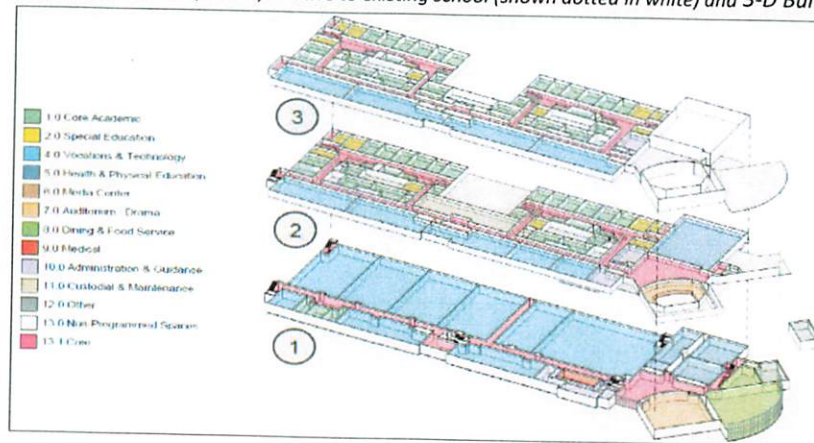 to existing school (shown dotted in white) and 3-D Bui
1.0 Core Academic
2.0 Special Education
4.0 Vocations & Technology
5.0 Health & Physical Education
6.0 Media Center
7.0 Auditorium - Drama
8.0 Dining & Food Service
9.0 Medical
10.0 Administration & Guidance
11.0 Custodial & Maintenance
12.0 Other
13.0 Non-Programmed Spaces
13.1 Core
3
2
1